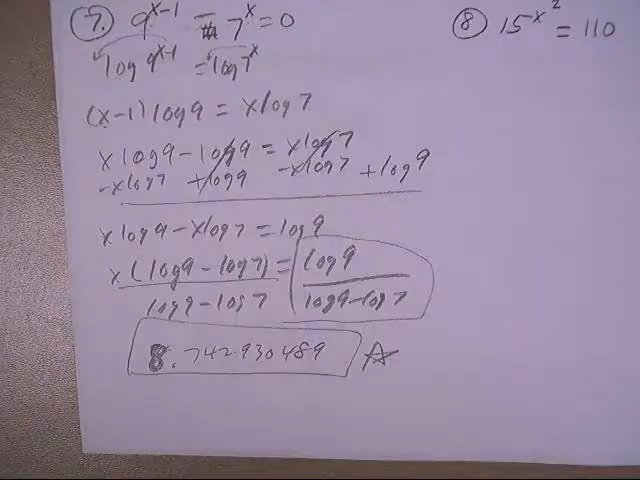 7. 9^(x-1) - 7^x = 0
log 9^(x-1) = log 7^x
(x-1) log 9 = x log 7
x log 9 - log 9 = x log 7
-x log 7 + log 9 -x log 7 + log 9
x log 9 - x log 7 = log 9
x (log 9 - log 7) = log 9
log 9 - log 7 log 9 - log 7
8.742930489
8 15^x^2 = 110